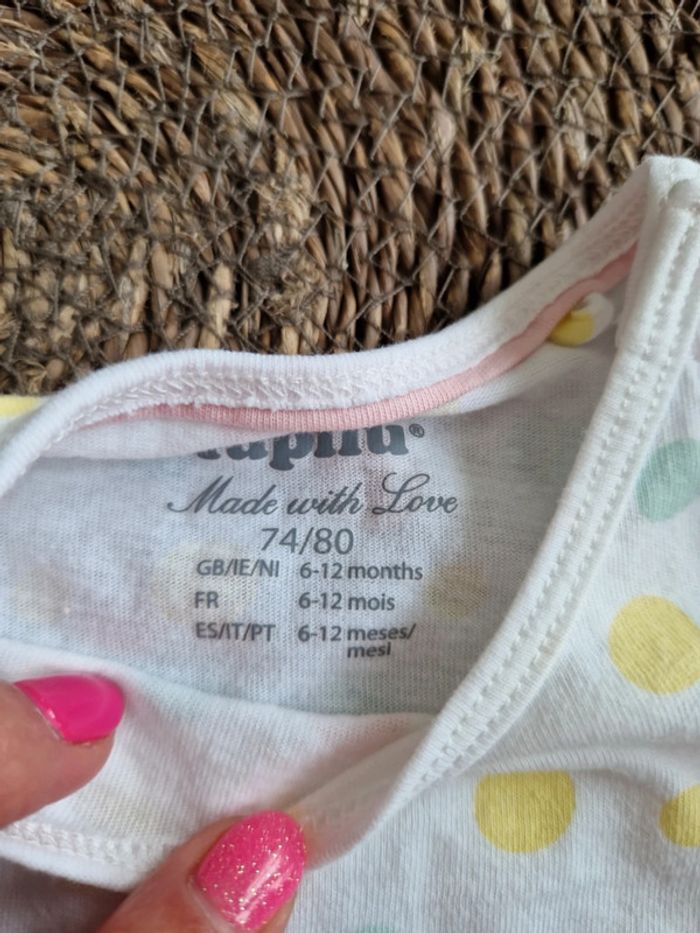 lupilu®
Made with Love
74/80
GB/IE/NI 6-12 months
FR 6-12 mois
ES/IT/PT 6-12 meses/
mesi